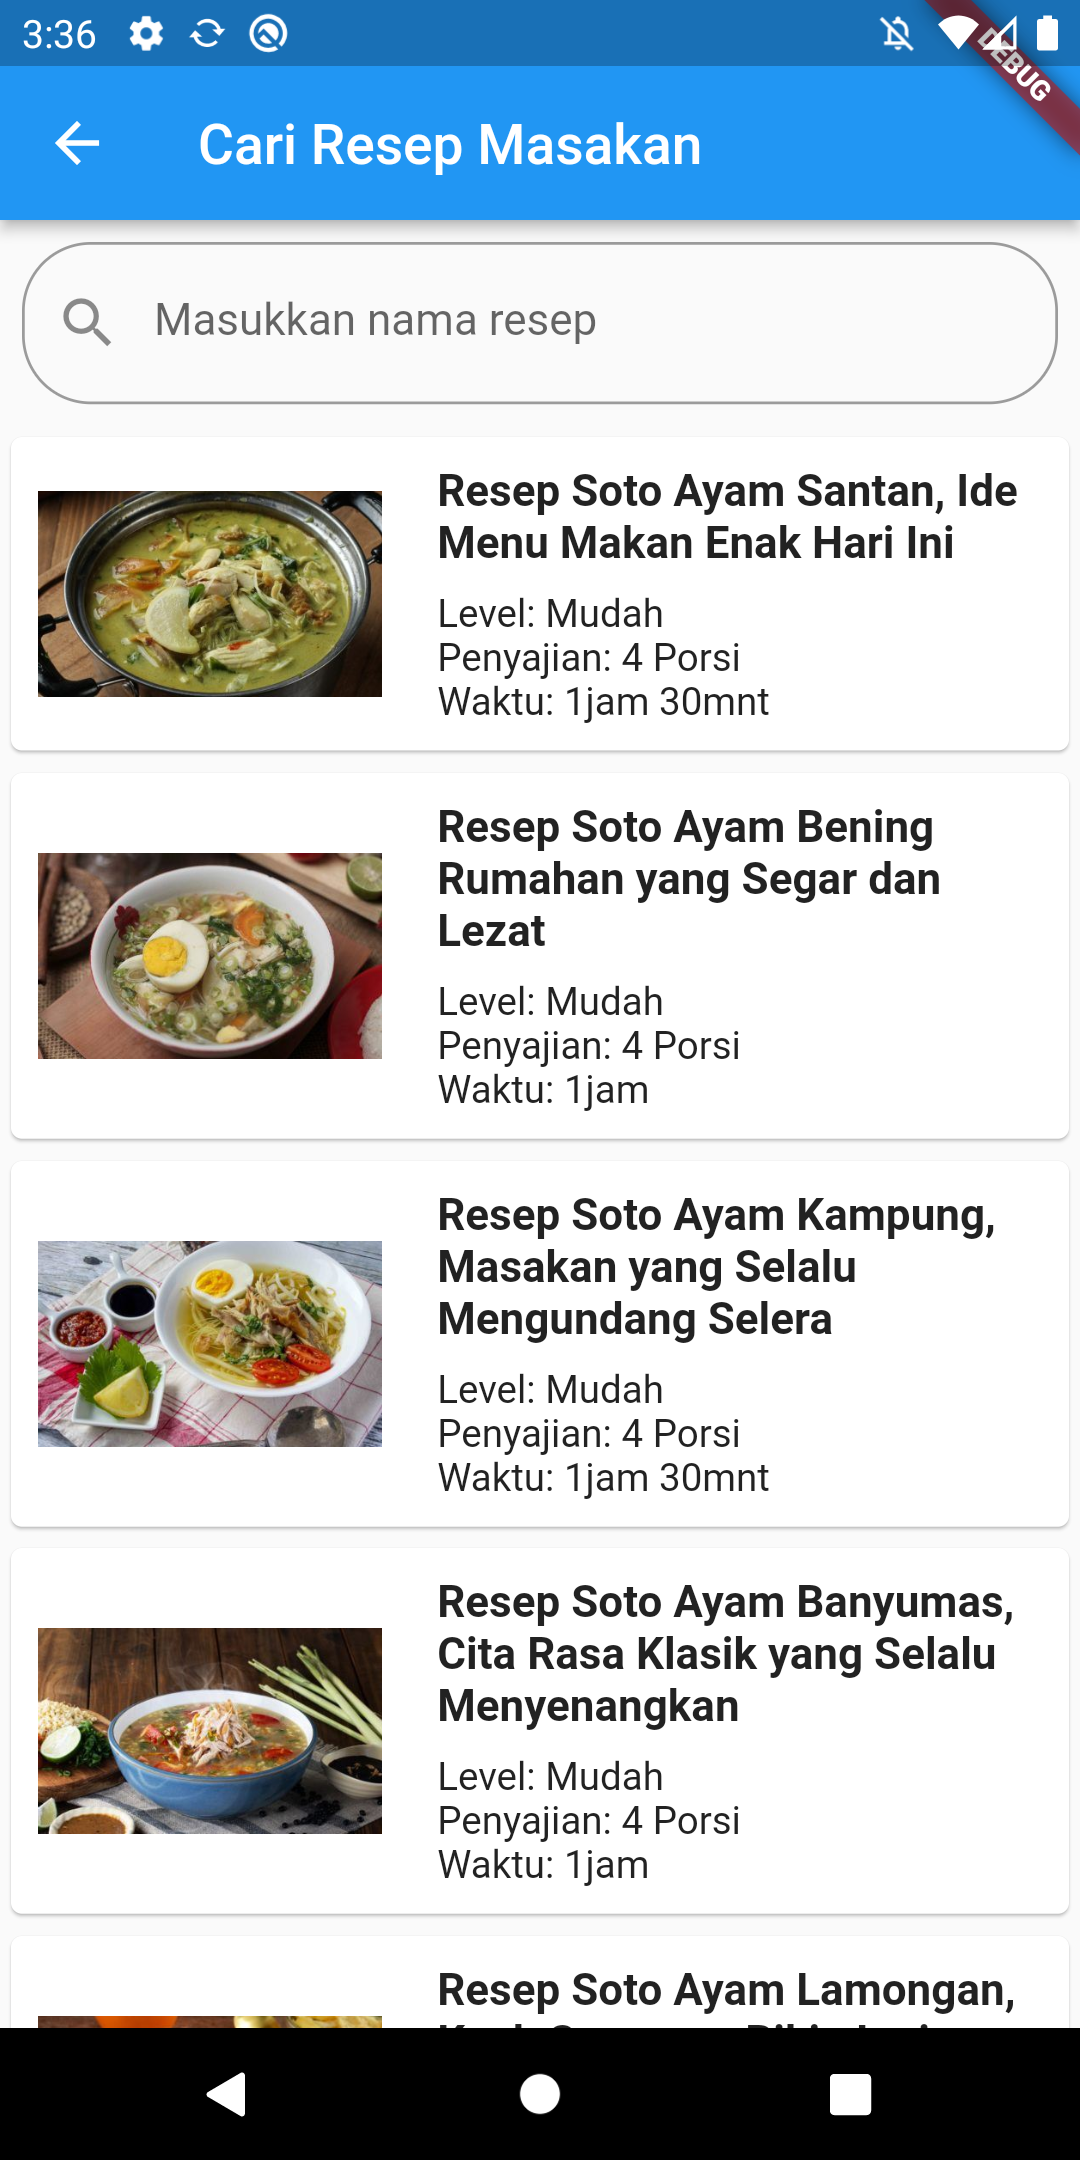 3:36
DEBUG
Cari Resep Masakan
Masukkan nama resep
Resep Soto Ayam Santan, Ide
Menu Makan Enak Hari Ini
Level: Mudah
Penyajian: 4 Porsi
Waktu: 1jam 30mnt
Resep Soto Ayam Bening
Rumahan yang Segar dan
Lezat
Level: Mudah
Penyajian: 4 Porsi
Waktu: 1jam
Resep Soto Ayam Kampung,
Masakan yang Selalu
Mengundang Selera
Level: Mudah
Penyajian: 4 Porsi
Waktu: 1jam 30mnt
Resep Soto Ayam Banyumas,
Cita Rasa Klasik yang Selalu
Menyenangkan
Level: Mudah
Penyajian: 4 Porsi
Waktu: 1jam
Resep Soto Ayam Lamongan,